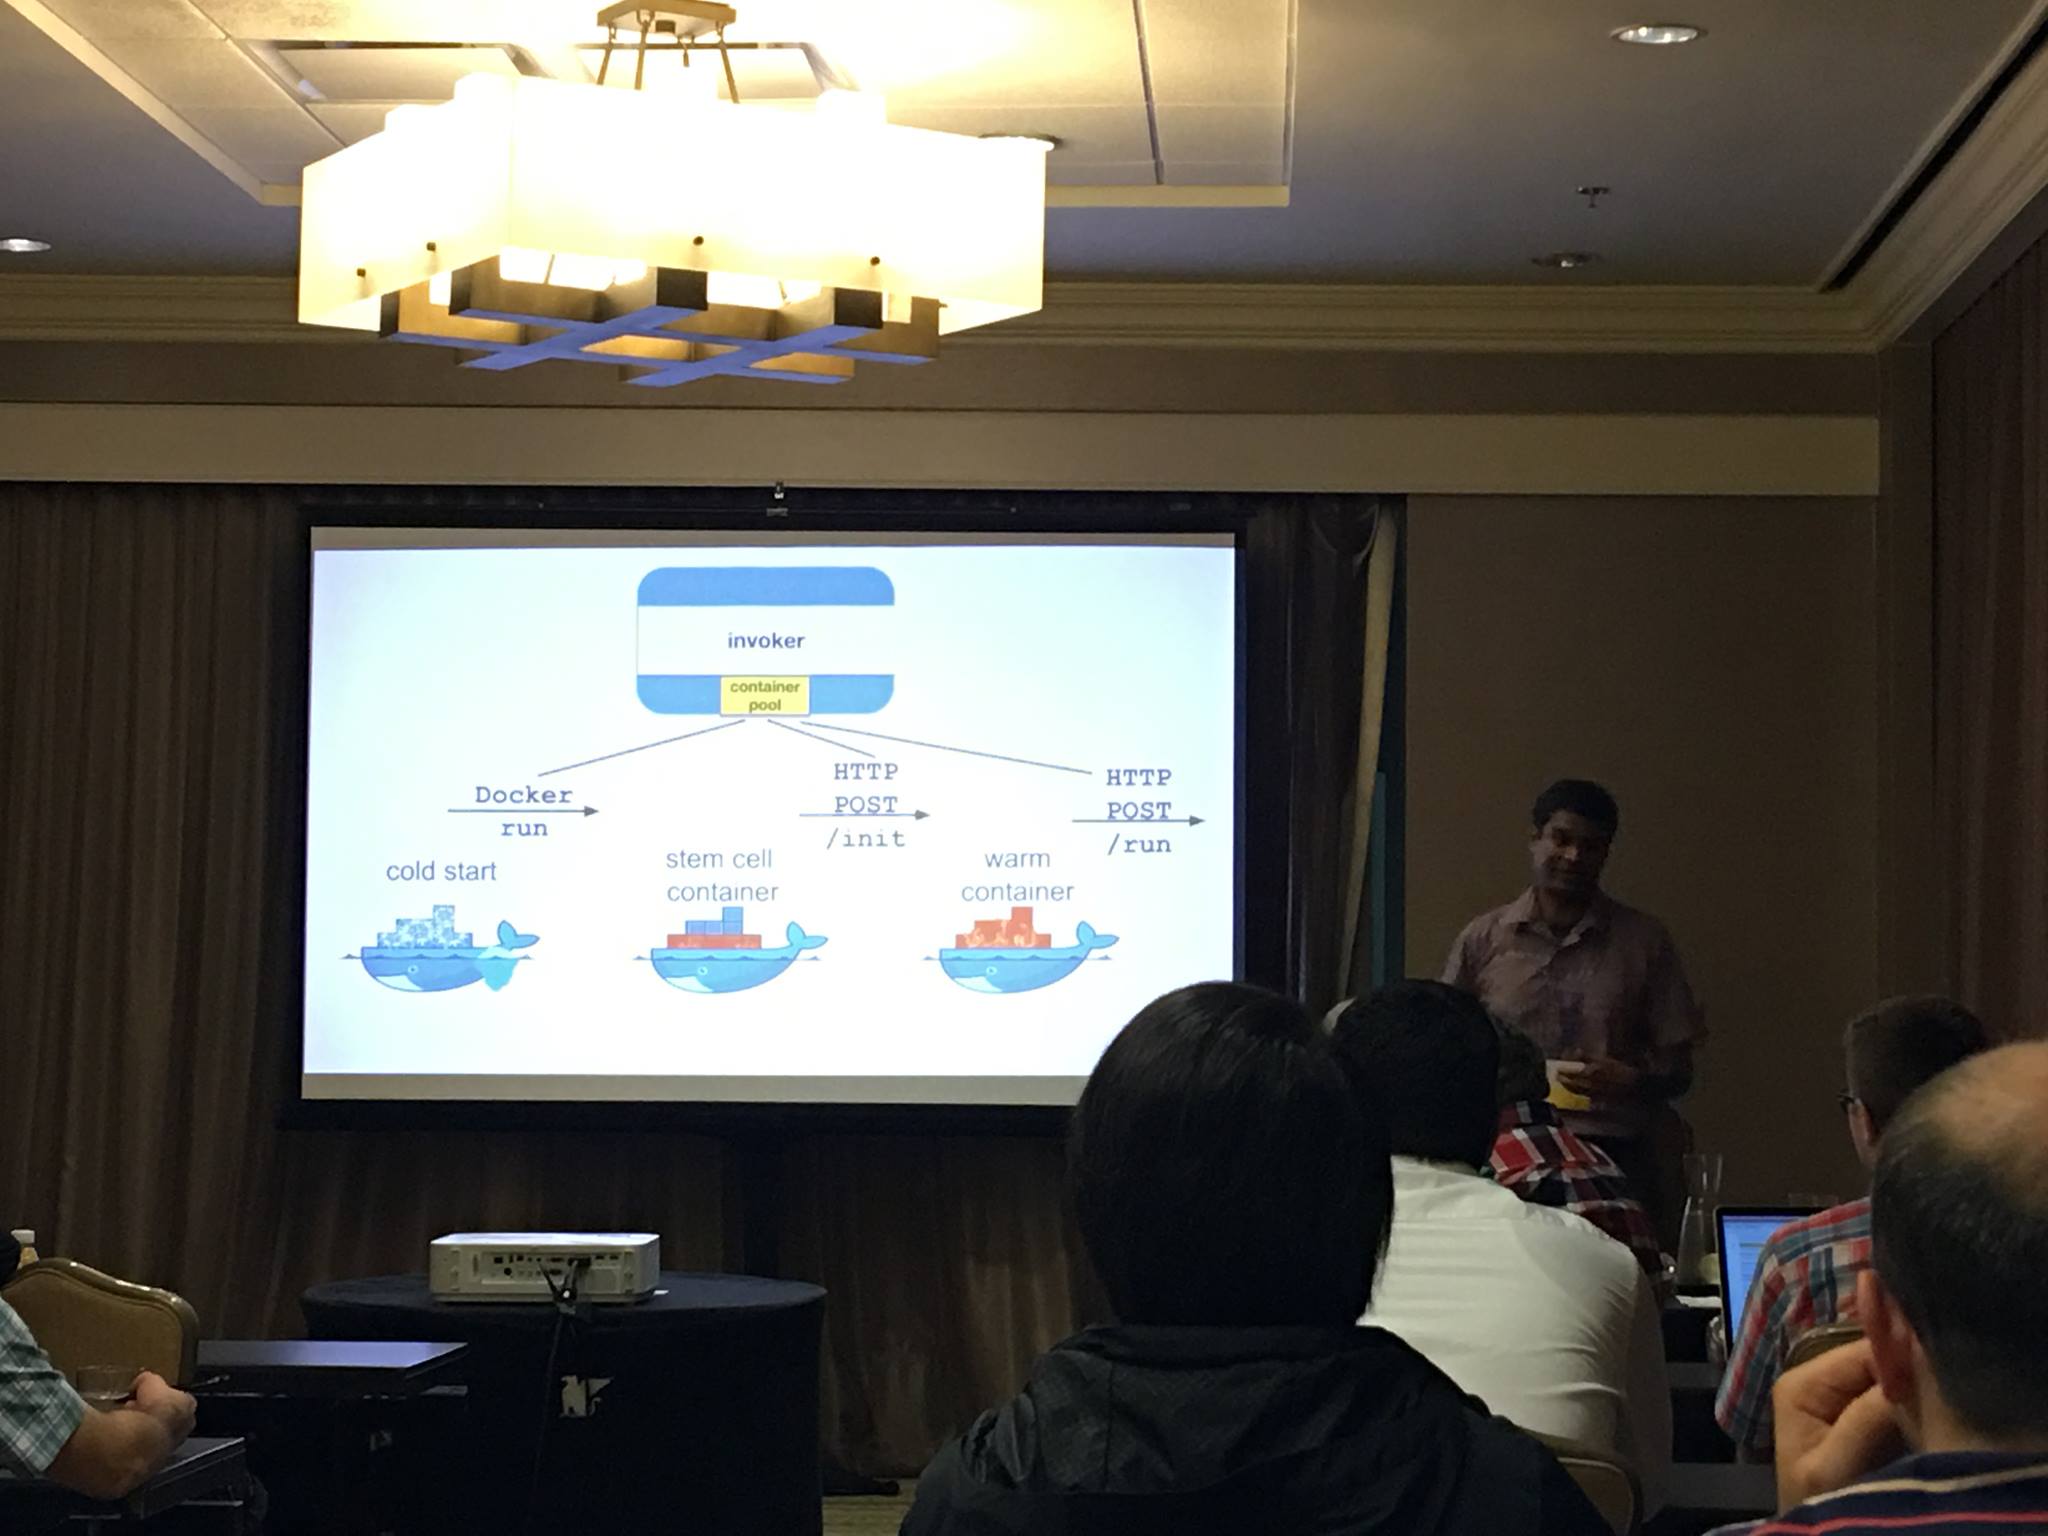 invoker
container
pool
Docker
run
HTTP
POST
/init
HTTP
POST
/run
cold start
stem cell
container
warm
container